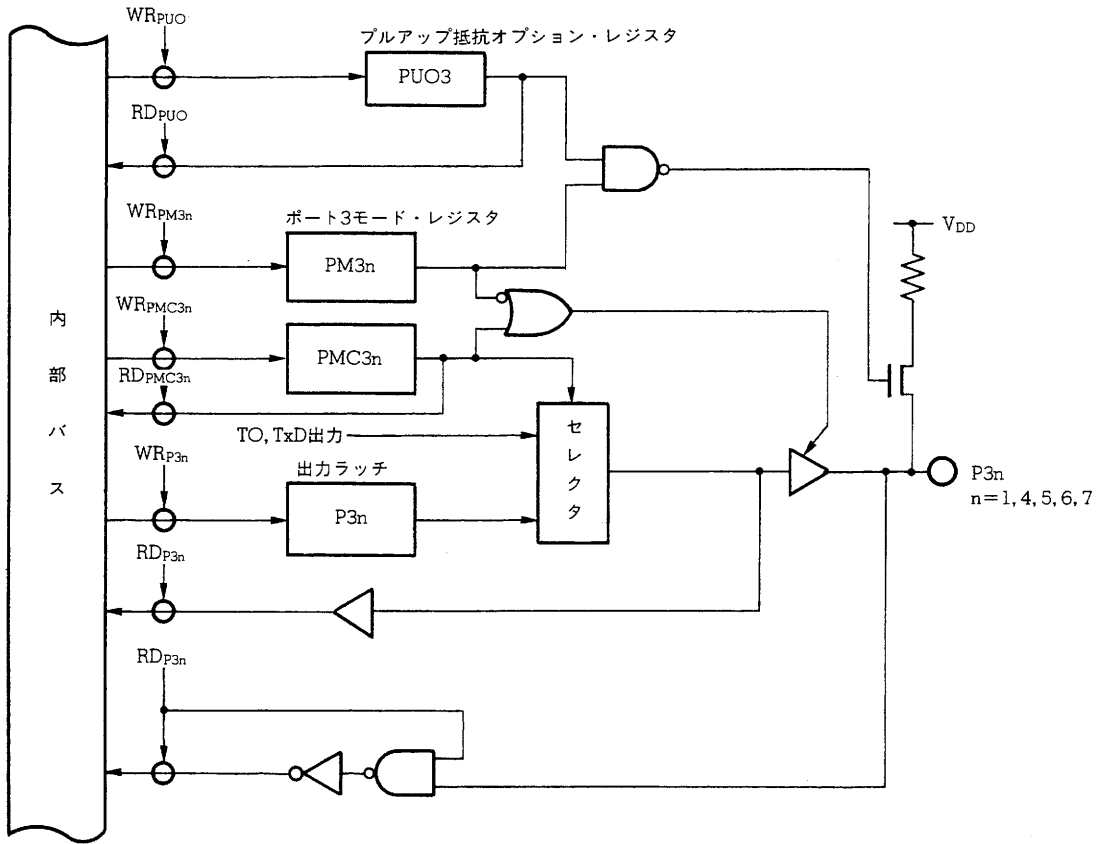 WRPUO
プルアップ抵抗オプション・レジスタ
PUO3
RDPUO
WRPM3n
ポート3モード・レジスタ
PM3n
VDD
WRPMC3n
PMC3n
RDPMC3n
内部バス
TO, TxD出力
セレクタ
WRP3n
出力ラッチ
P3n
P3n
n=1, 4, 5, 6, 7
RDP3n
RDP3n